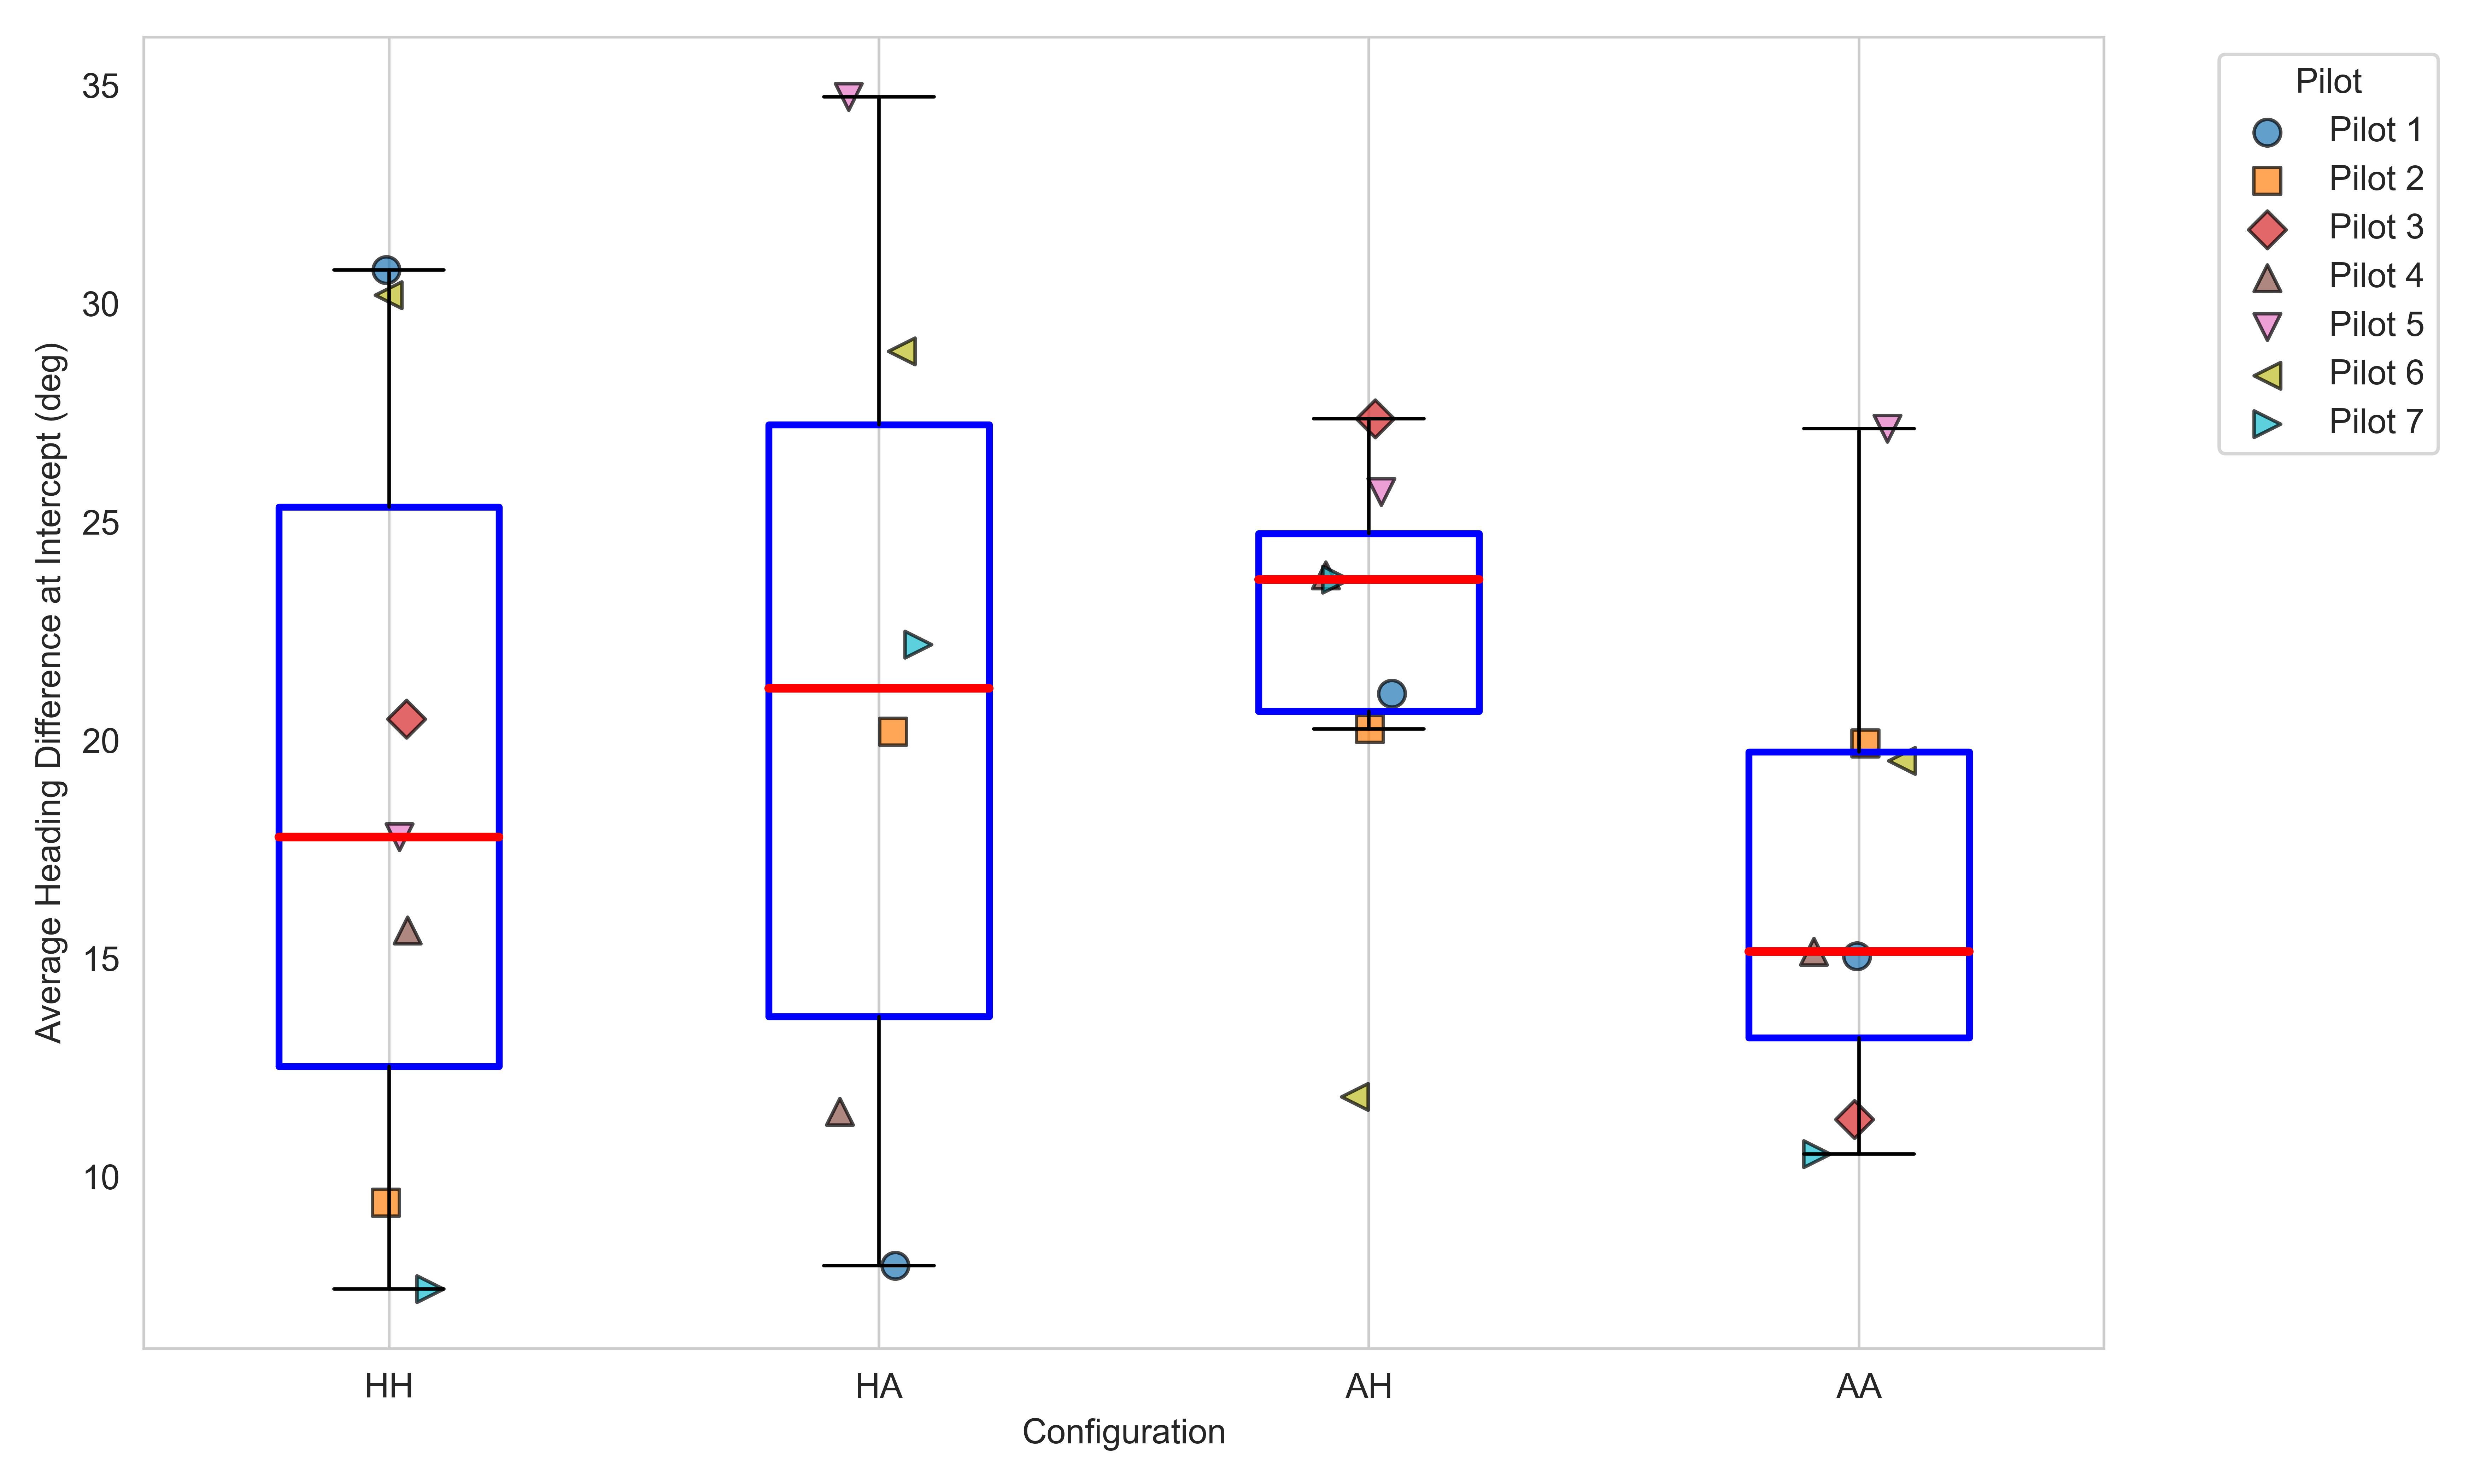 Average Heading Difference at Intercept (deg)
35
30
25
20
15
10
HH
HA
AH
AA
Configuration
Pilot
Pilot 1
Pilot 2
Pilot 3
Pilot 4
Pilot 5
Pilot 6
Pilot 7